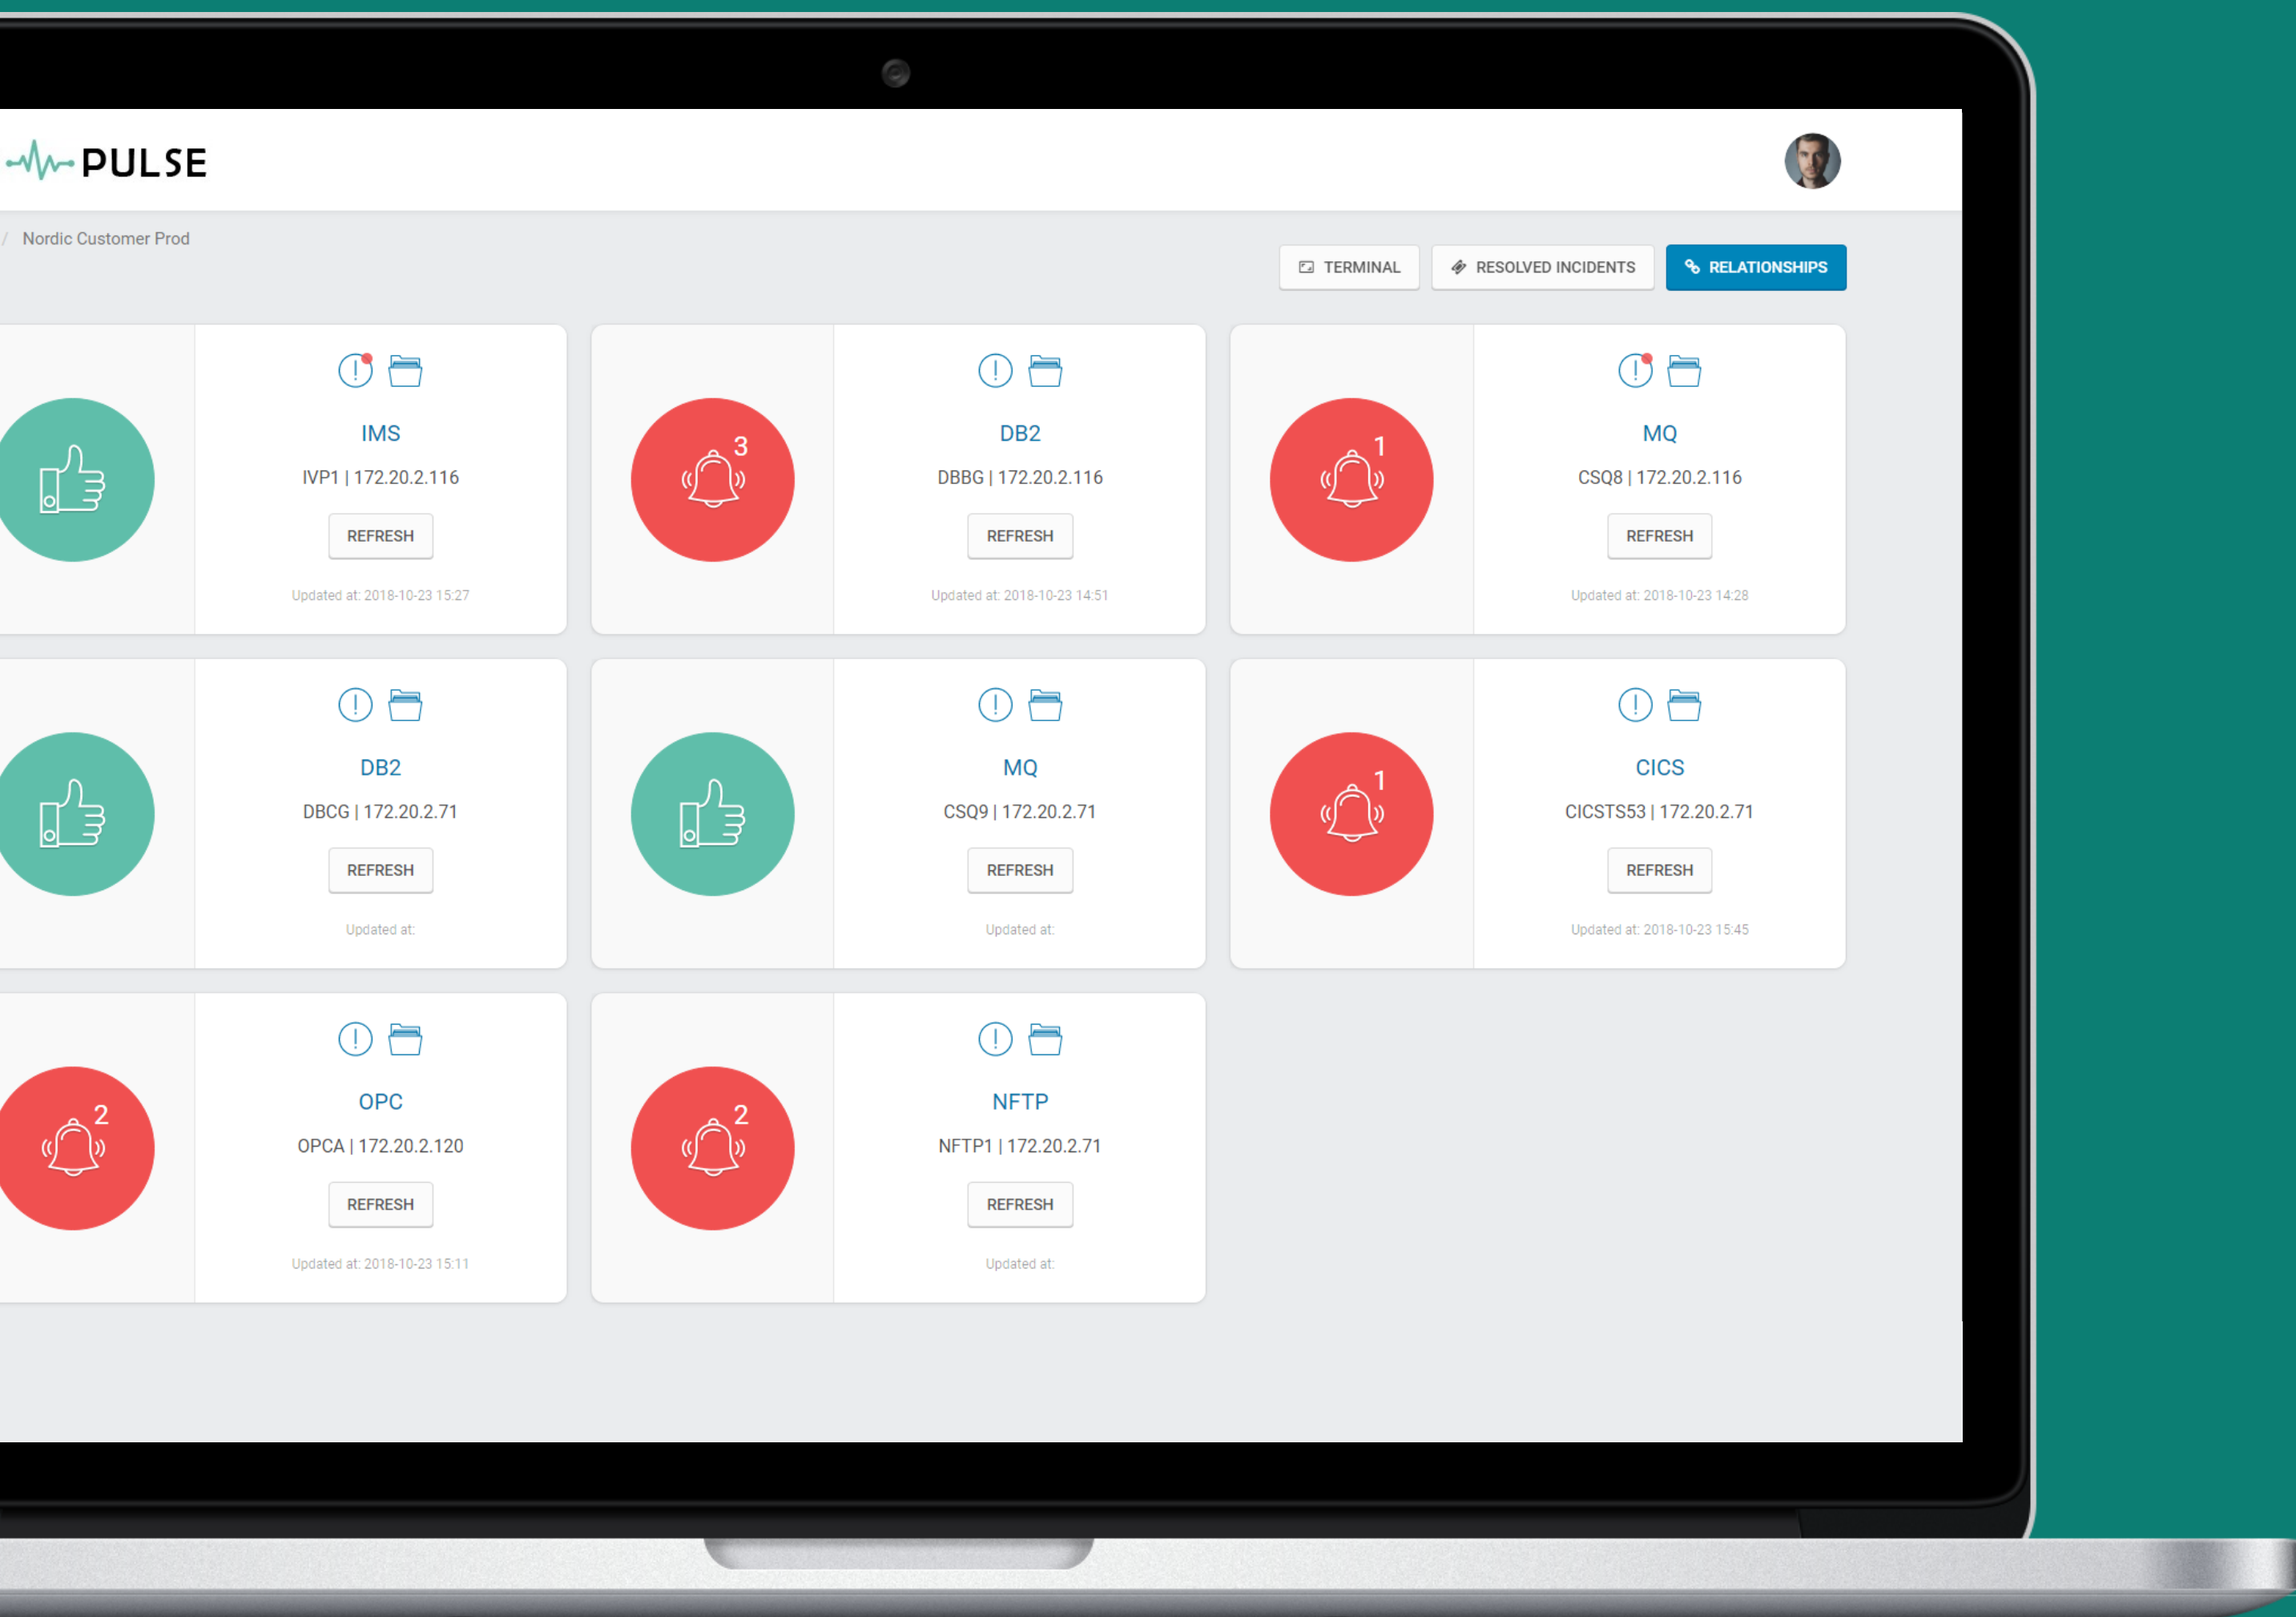 PULSE
/ Nordic Customer Prod
TERMINAL
RESOLVED INCIDENTS
RELATIONSHIPS
IMS
IVP1 | 172.20.2.116
REFRESH
Updated at: 2018-10-23 15:27
3
DB2
DBBG | 172.20.2.116
REFRESH
Updated at: 2018-10-23 14:51
1
MQ
CSQ8 | 172.20.2.116
REFRESH
Updated at: 2018-10-23 14:28
DB2
DBCG | 172.20.2.71
REFRESH
Updated at:
MQ
CSQ9 | 172.20.2.71
REFRESH
Updated at:
1
CICS
CICSTS53 | 172.20.2.71
REFRESH
Updated at: 2018-10-23 15:45
2
OPC
OPCA | 172.20.2.120
REFRESH
Updated at: 2018-10-23 15:11
2
NFTP
NFTP1 | 172.20.2.71
REFRESH
Updated at: